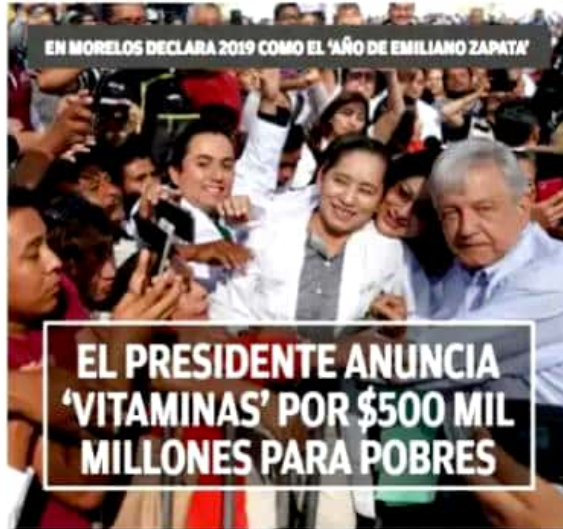 EN MORELOS DECLARA 2019 COMO EL 'AÑO DE EMILIANO ZAPATA'
EL PRESIDENTE ANUNCIA
'VITAMINAS' POR $500 MIL
MILLONES PARA POBRES